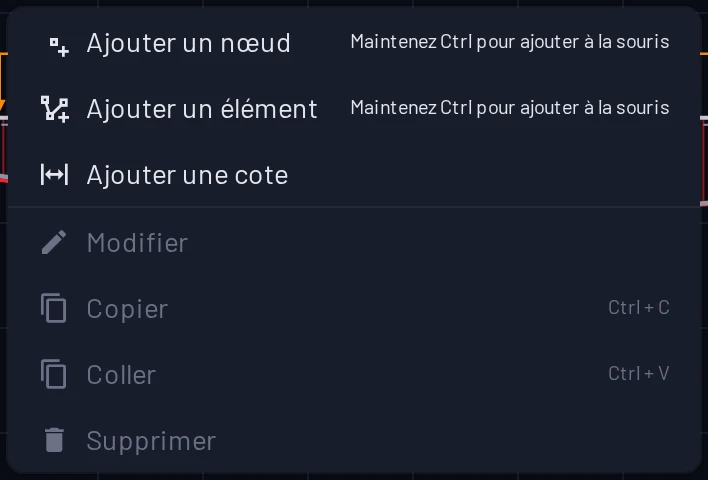 Ajouter un nœud Maintenez Ctrl pour ajouter à la souris
Ajouter un élément Maintenez Ctrl pour ajouter à la souris
Ajouter une cote
Modifier
Copier Ctrl + C
Coller Ctrl + V
Supprimer